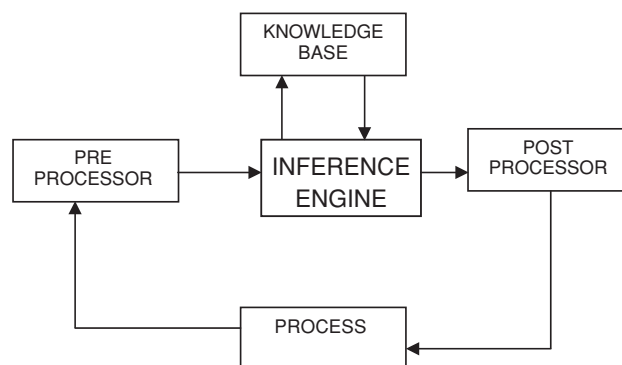 KNOWLEDGE
BASE
PRE
PROCESSOR
INFERENCE
ENGINE
POST
PROCESSOR
PROCESS